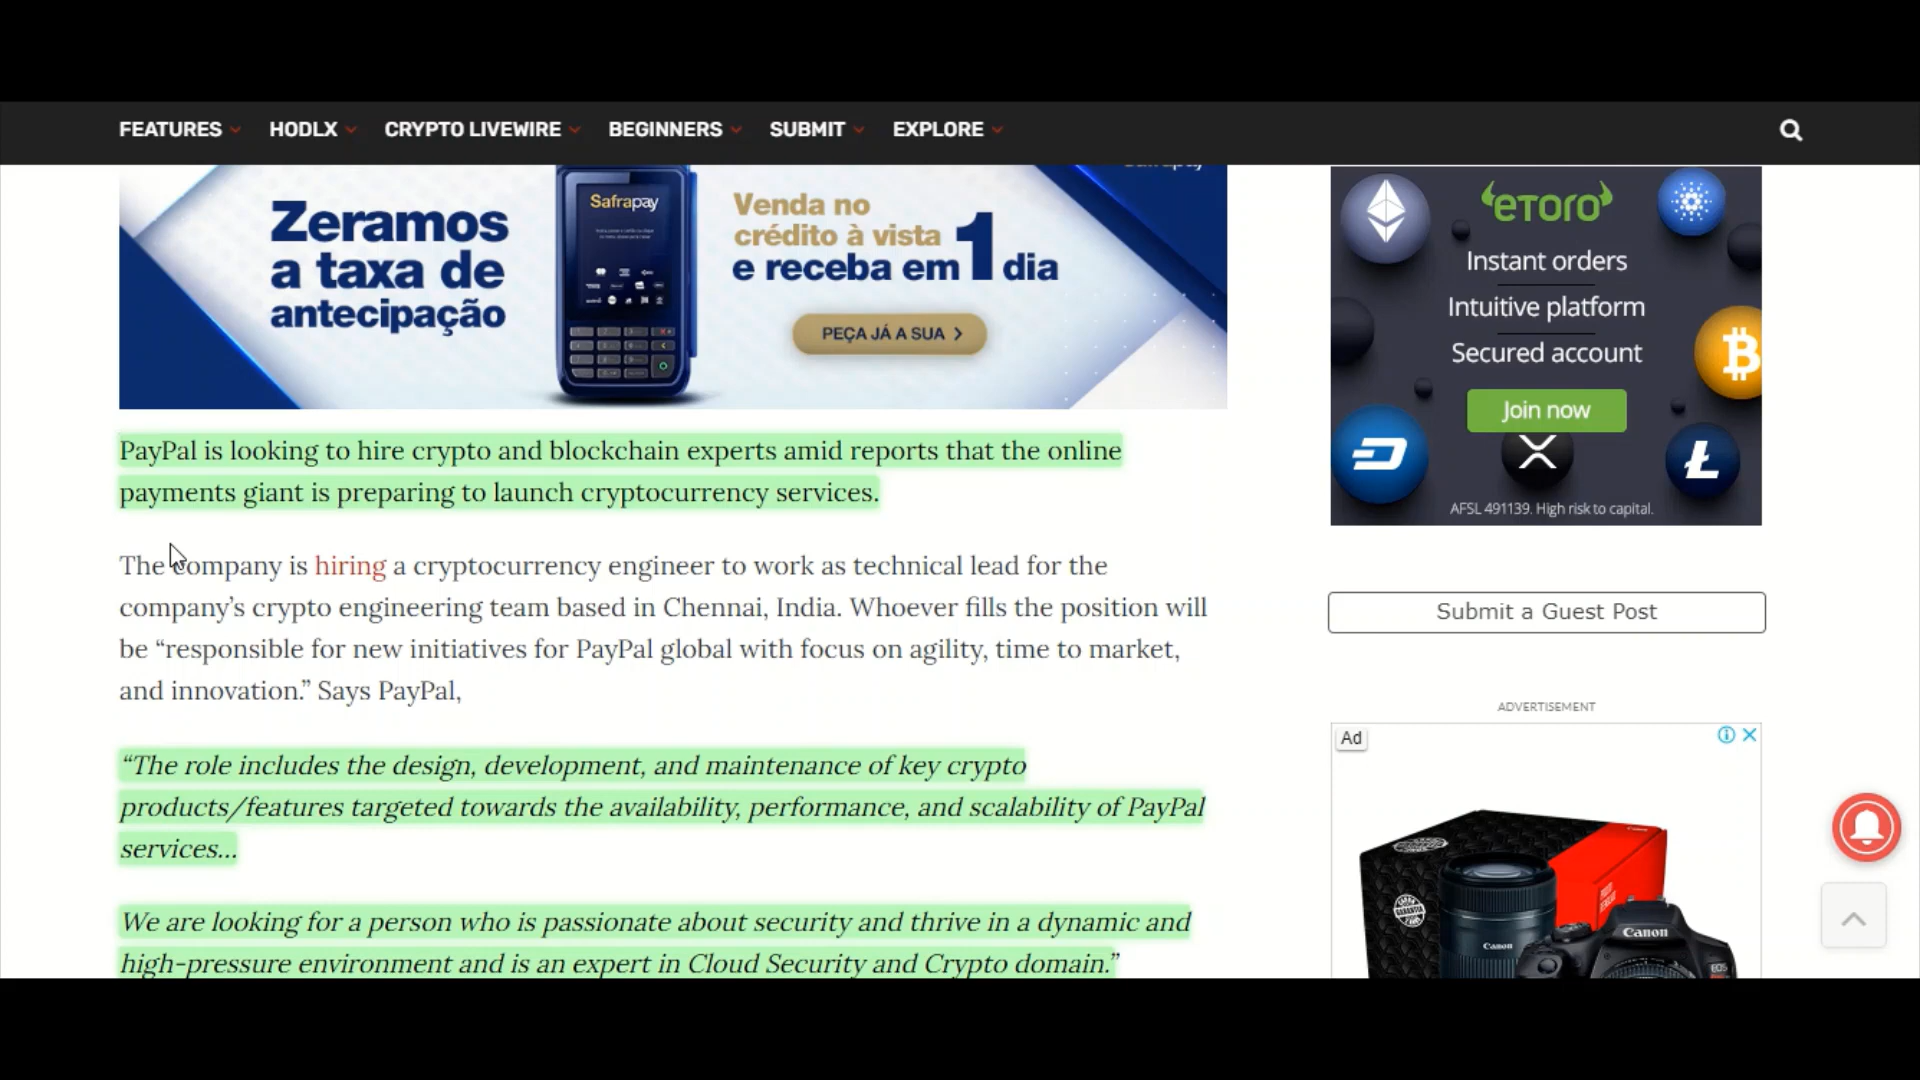 FEATURES HODLX CRYPTO LIVEWIRE BEGINNERS SUBMIT EXPLORE
Zeramos
a taxa de
antecipação
Safrapay
Venda no
crédito à vista
e receba em 1 dia
PEÇA JÁ A SUA >
PayPal is looking to hire crypto and blockchain experts amid reports that the online
payments giant is preparing to launch cryptocurrency services.
The company is hiring a cryptocurrency engineer to work as technical lead for the
company’s crypto engineering team based in Chennai, India. Whoever fills the position will
be “responsible for new initiatives for PayPal global with focus on agility, time to market,
and innovation.” Says PayPal,
“The role includes the design, development, and maintenance of key crypto
products/features targeted towards the availability, performance, and scalability of PayPal
services…
We are looking for a person who is passionate about security and thrive in a dynamic and
high-pressure environment and is an expert in Cloud Security and Crypto domain.”
eToro
Instant orders
Intuitive platform
Secured account
Join now
AFSL 491139. High risk to capital.
Submit a Guest Post
ADVERTISEMENT
Ad
Canon
Canon
EOS